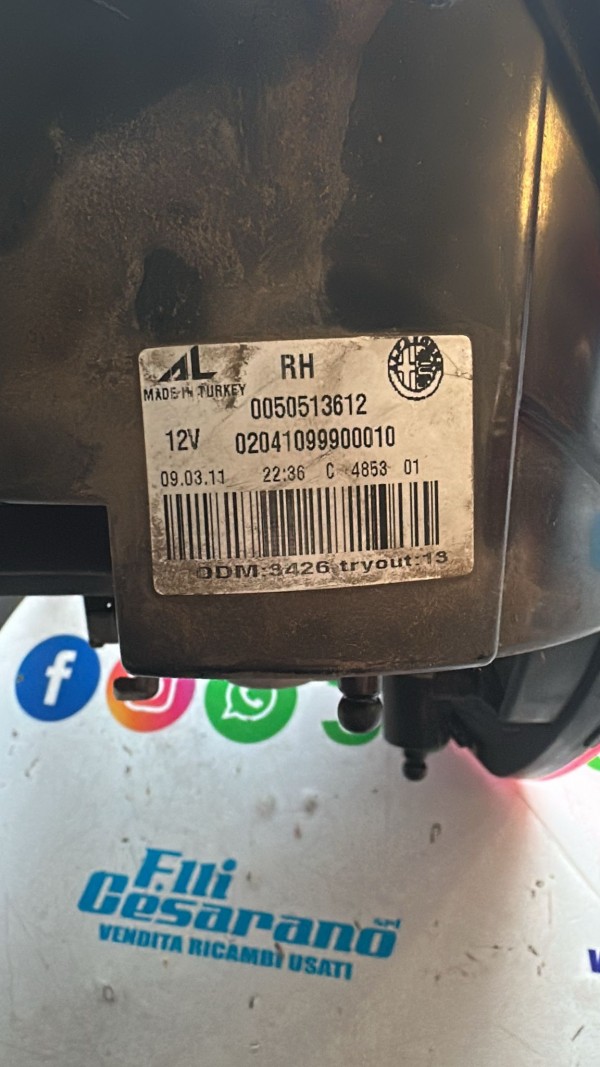 AL
RH
MADE IN TURKEY
0050513612
12V 02041099900010
09.03.11 22:36 C 4853 01
ODM:3426 tryout:13
F.lli
Cesarano srl
VENDITA RICAMBI USATI